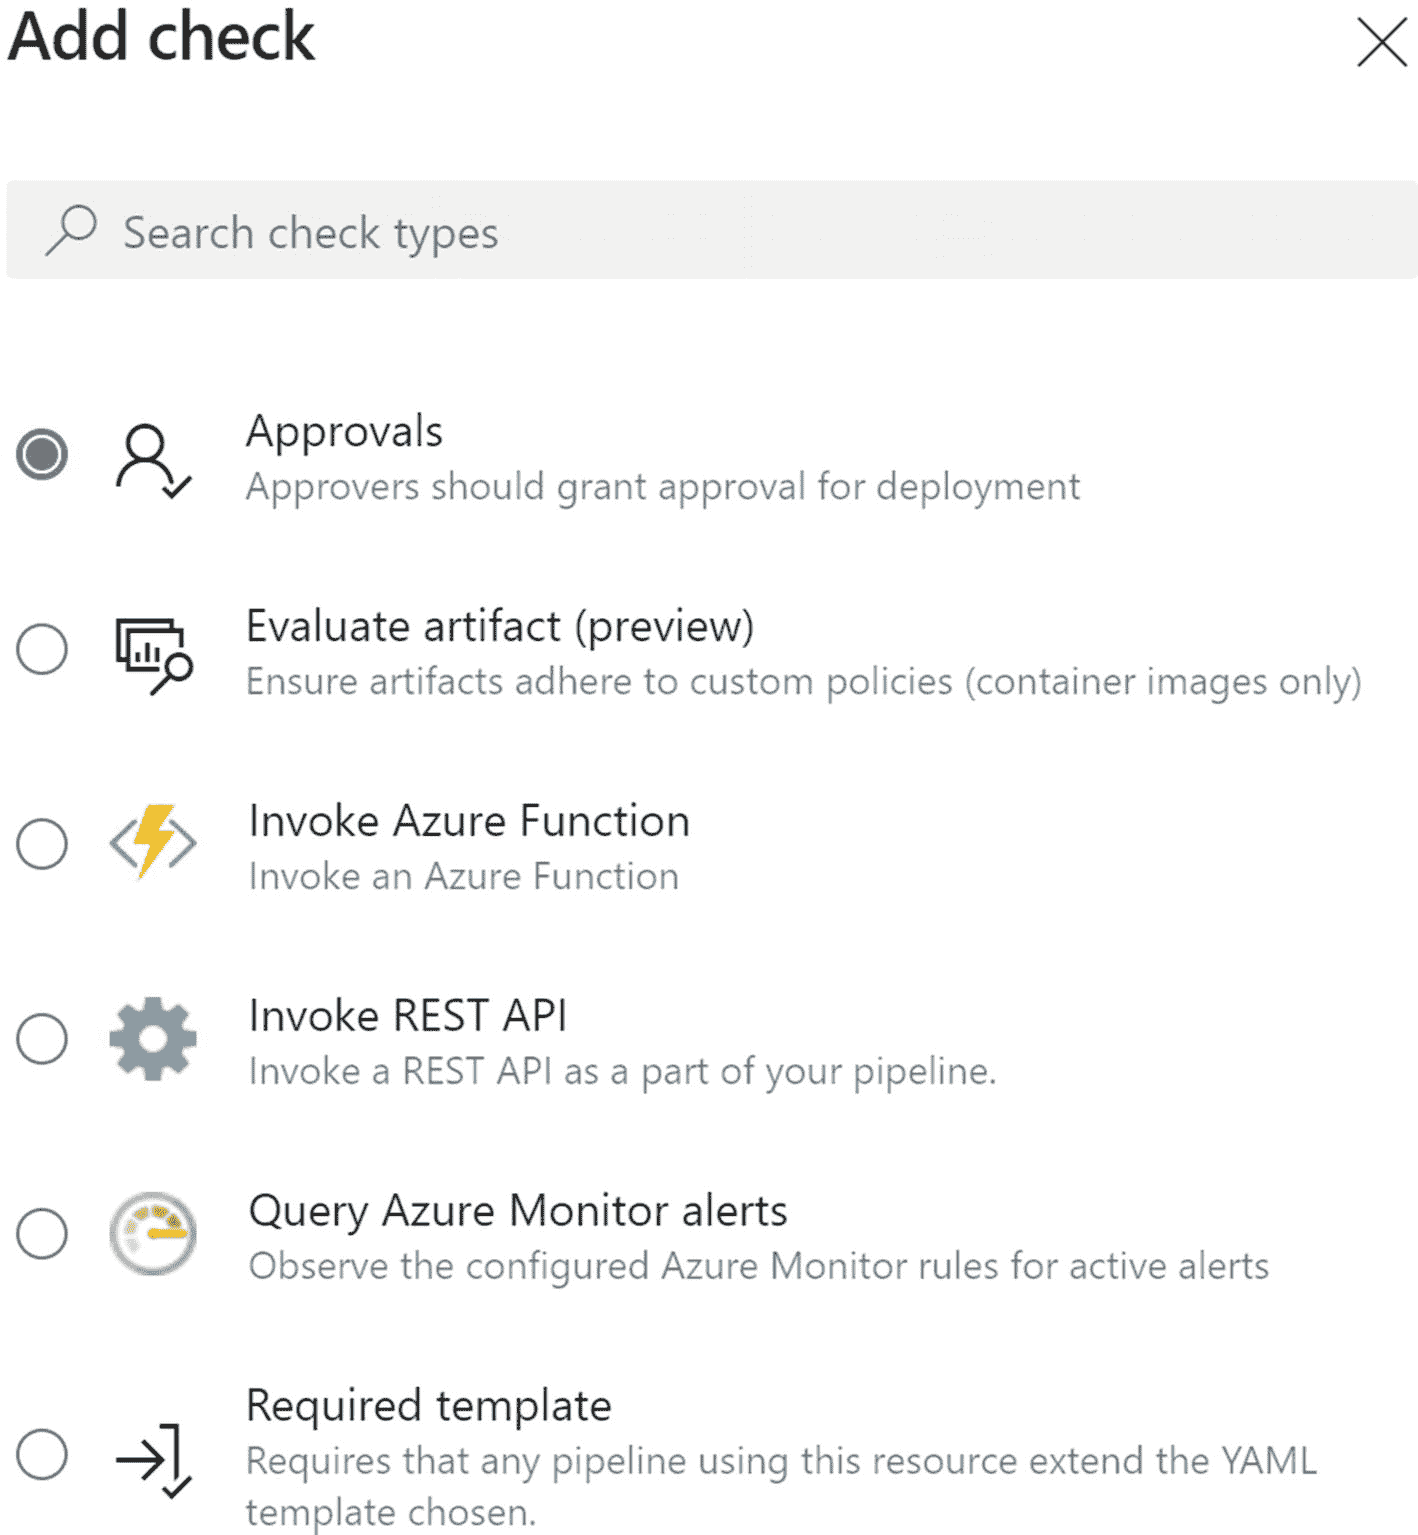 Add check
Search check types
Approvals
Approvers should grant approval for deployment
Evaluate artifact (preview)
Ensure artifacts adhere to custom policies (container images only)
Invoke Azure Function
Invoke an Azure Function
Invoke REST API
Invoke a REST API as a part of your pipeline.
Query Azure Monitor alerts
Observe the configured Azure Monitor rules for active alerts
Required template
Requires that any pipeline using this resource extend the YAML
template chosen.